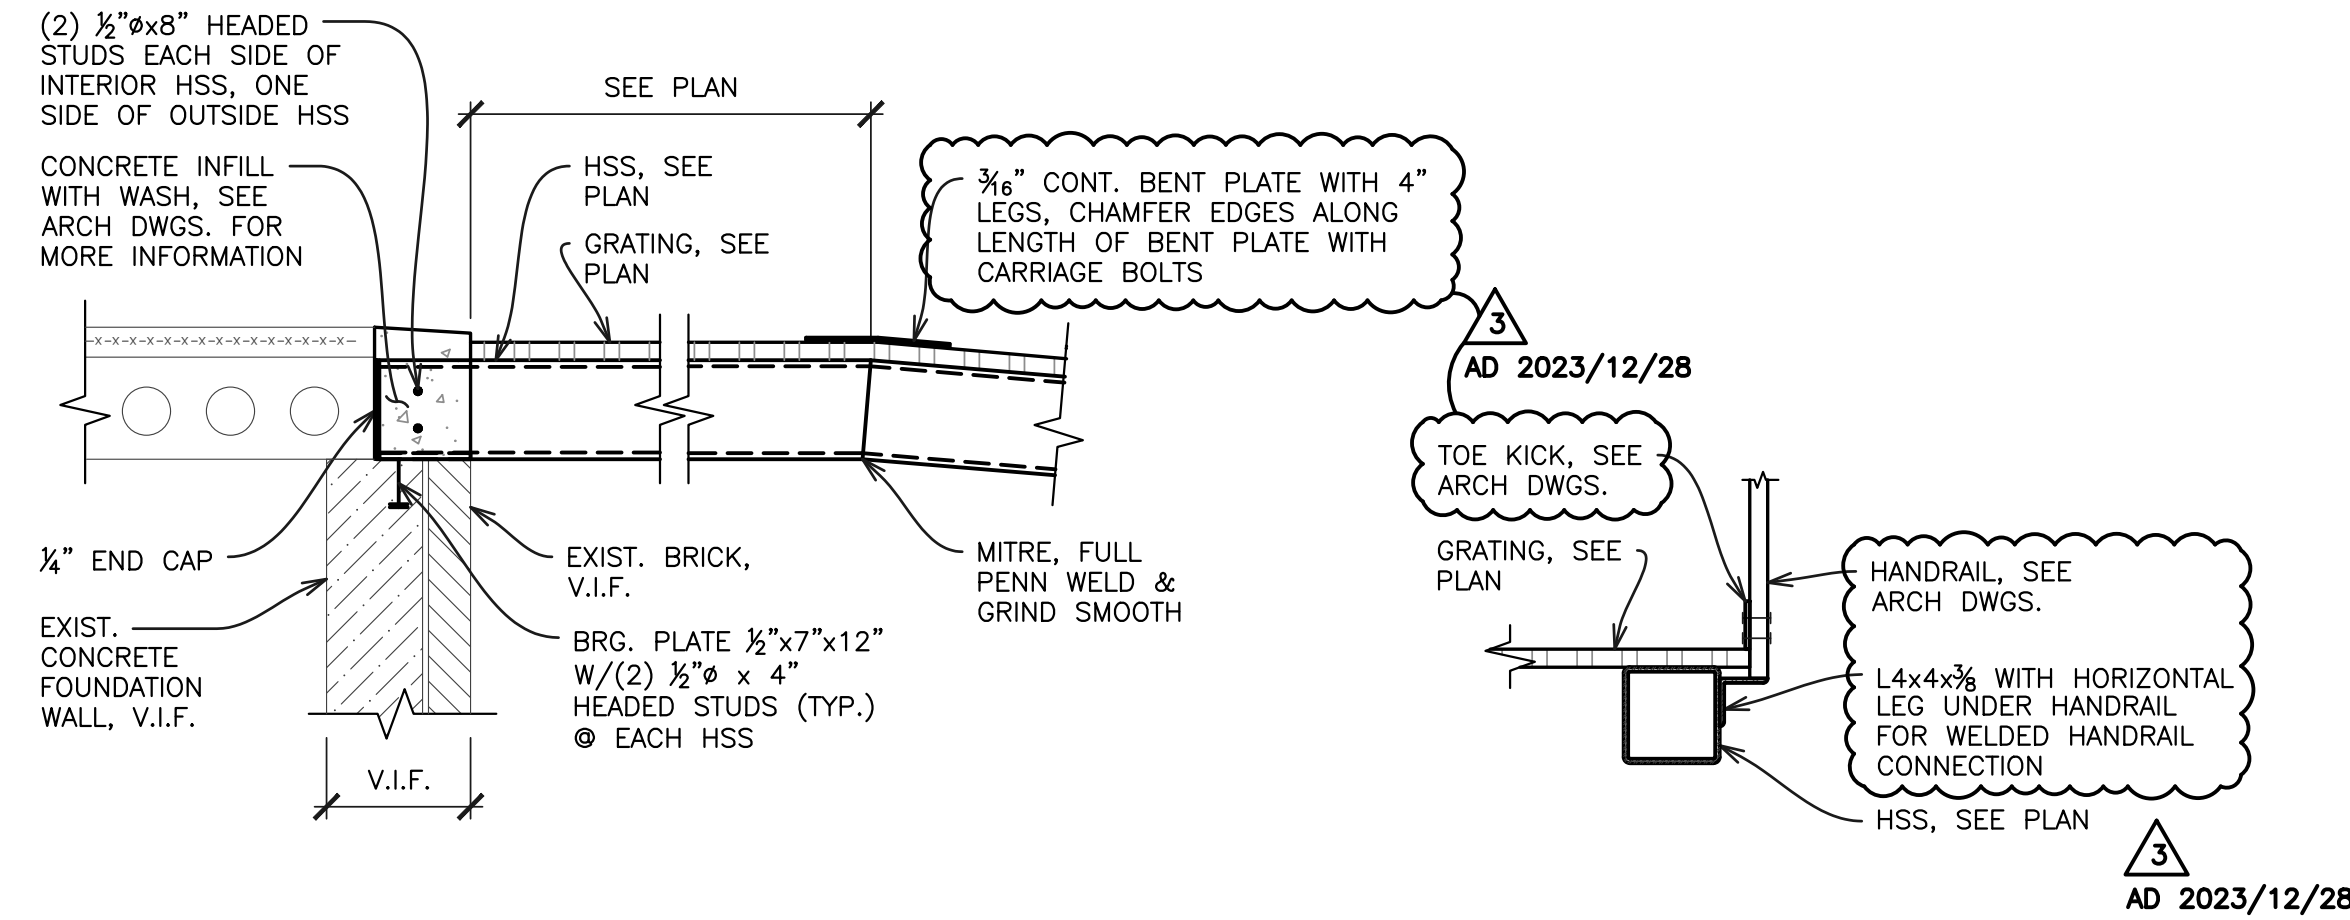 (2) ½"øx8" HEADED
STUDS EACH SIDE OF
INTERIOR HSS, ONE
SIDE OF OUTSIDE HSS
CONCRETE INFILL
WITH WASH, SEE
ARCH DWGS. FOR
MORE INFORMATION
SEE PLAN
HSS, SEE
PLAN
GRATING, SEE
PLAN
3/16" CONT. BENT PLATE WITH 4"
LEGS, CHAMFER EDGES ALONG
LENGTH OF BENT PLATE WITH
CARRIAGE BOLTS
3
AD 2023/12/28
-x-x-x-x-x-x-x-x-x-x-x-x-x-x-x-
¼" END CAP
EXIST.
CONCRETE
FOUNDATION
WALL, V.I.F.
V.I.F.
EXIST. BRICK,
V.I.F.
BRG. PLATE ½"x7"x12"
W/(2) ½"ø x 4"
HEADED STUDS (TYP.)
@ EACH HSS
MITRE, FULL
PENN WELD &
GRIND SMOOTH
TOE KICK, SEE
ARCH DWGS.
GRATING, SEE
PLAN
HANDRAIL, SEE
ARCH DWGS.
L4x4x⅜ WITH HORIZONTAL
LEG UNDER HANDRAIL
FOR WELDED HANDRAIL
CONNECTION
HSS, SEE PLAN
3
AD 2023/12/28